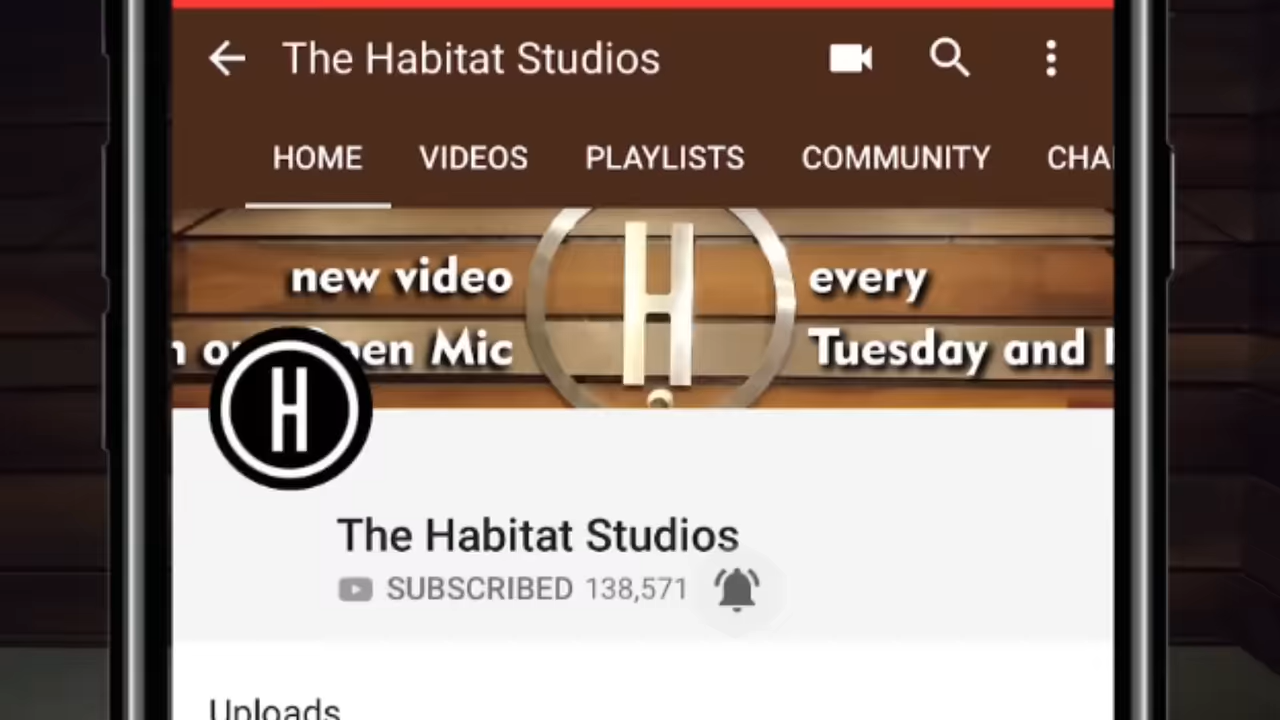 The Habitat Studios
HOME VIDEOS PLAYLISTS COMMUNITY
new video H every
Mic Tuesday and
H
The Habitat Studios
SUBSCRIBED 138,571
Uploads